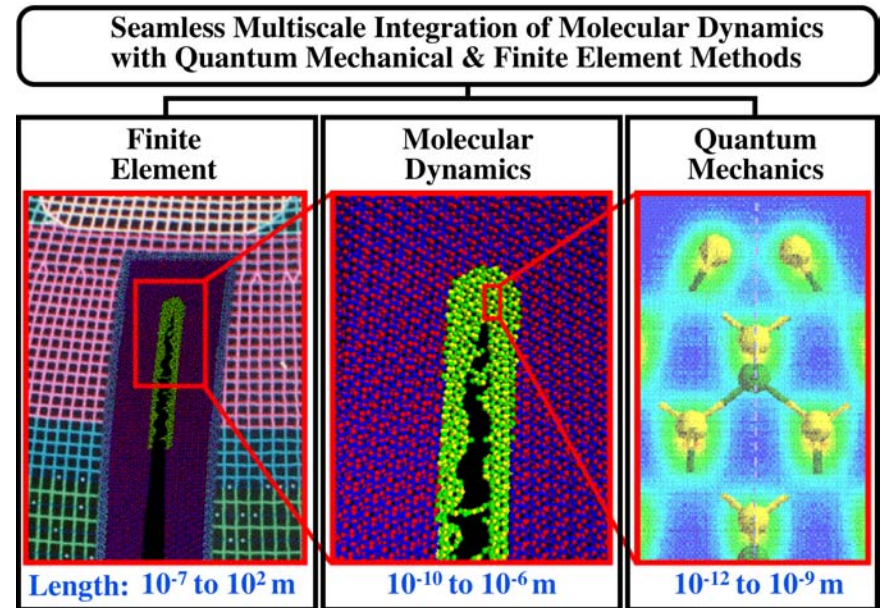 Seamless Multiscale Integration of Molecular Dynamics
with Quantum Mechanical & Finite Element Methods
Finite
Element
Molecular
Dynamics
Quantum
Mechanics
Length: 10⁻⁷ to 10² m
10⁻¹⁰ to 10⁻⁶ m
10⁻¹² to 10⁻⁹ m